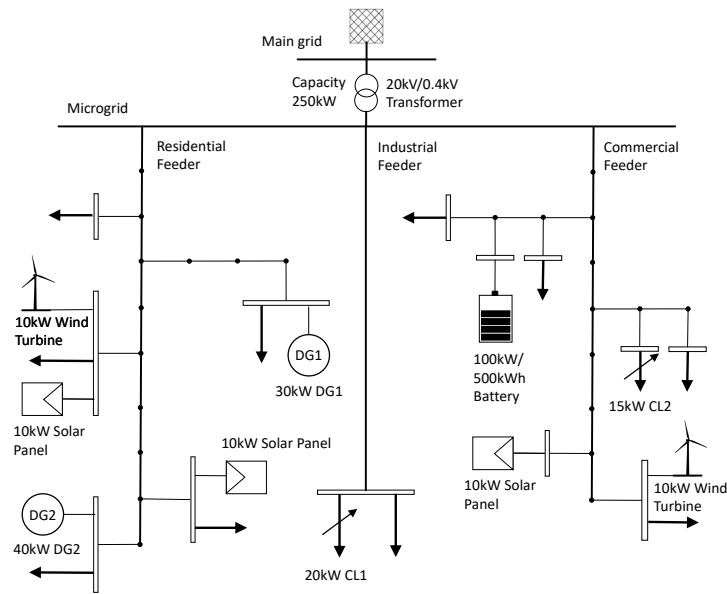 Main grid
Capacity
250kW
20kV/0.4kV
Transformer
Microgrid
Residential
Feeder
Industrial
Feeder
Commercial
Feeder
10kW Wind
Turbine
DG1
30kW DG1
100kW/
500kWh
Battery
15kW CL2
10kW Solar
Panel
10kW Solar Panel
10kW Solar
Panel
10kW Wind
Turbine
DG2
40kW DG2
20kW CL1